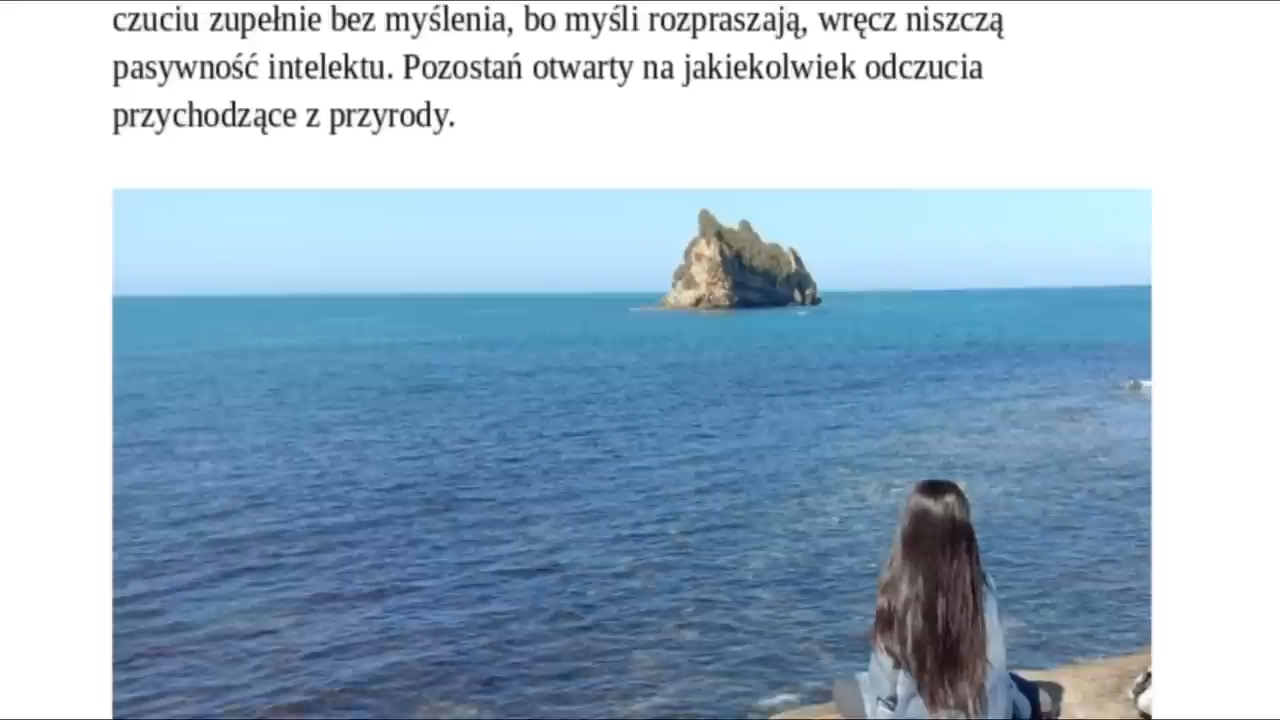 czuciu zupełnie bez myślenia, bo myśli rozpraszają, wręcz niszczą
pasywność intelektu. Pozostań otwarty na jakiekolwiek odczucia
przychodzące z przyrody.